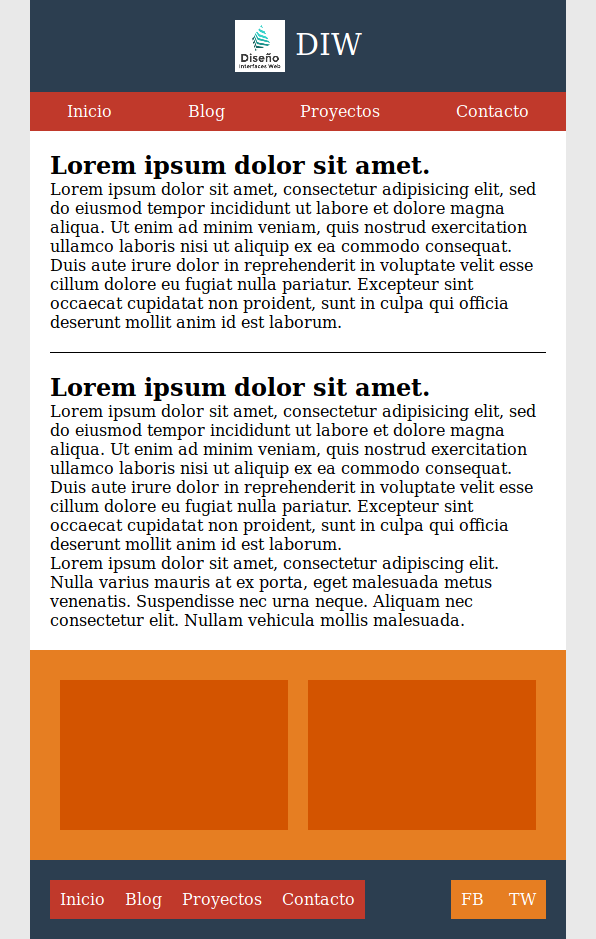 Diseño
Interfaces Web
DIW
Inicio Blog Proyectos Contacto
Lorem ipsum dolor sit amet.
Lorem ipsum dolor sit amet, consectetur adipisicing elit, sed
do eiusmod tempor incididunt ut labore et dolore magna
aliqua. Ut enim ad minim veniam, quis nostrud exercitation
ullamco laboris nisi ut aliquip ex ea commodo consequat.
Duis aute irure dolor in reprehenderit in voluptate velit esse
cillum dolore eu fugiat nulla pariatur. Excepteur sint
occaecat cupidatat non proident, sunt in culpa qui officia
deserunt mollit anim id est laborum.
Lorem ipsum dolor sit amet.
Lorem ipsum dolor sit amet, consectetur adipisicing elit, sed
do eiusmod tempor incididunt ut labore et dolore magna
aliqua. Ut enim ad minim veniam, quis nostrud exercitation
ullamco laboris nisi ut aliquip ex ea commodo consequat.
Duis aute irure dolor in reprehenderit in voluptate velit esse
cillum dolore eu fugiat nulla pariatur. Excepteur sint
occaecat cupidatat non proident, sunt in culpa qui officia
deserunt mollit anim id est laborum.
Lorem ipsum dolor sit amet, consectetur adipiscing elit.
Nulla varius mauris at ex porta, eget malesuada metus
venenatis. Suspendisse nec urna neque. Aliquam nec
consectetur elit. Nullam vehicula mollis malesuada.
Inicio Blog Proyectos Contacto FB TW